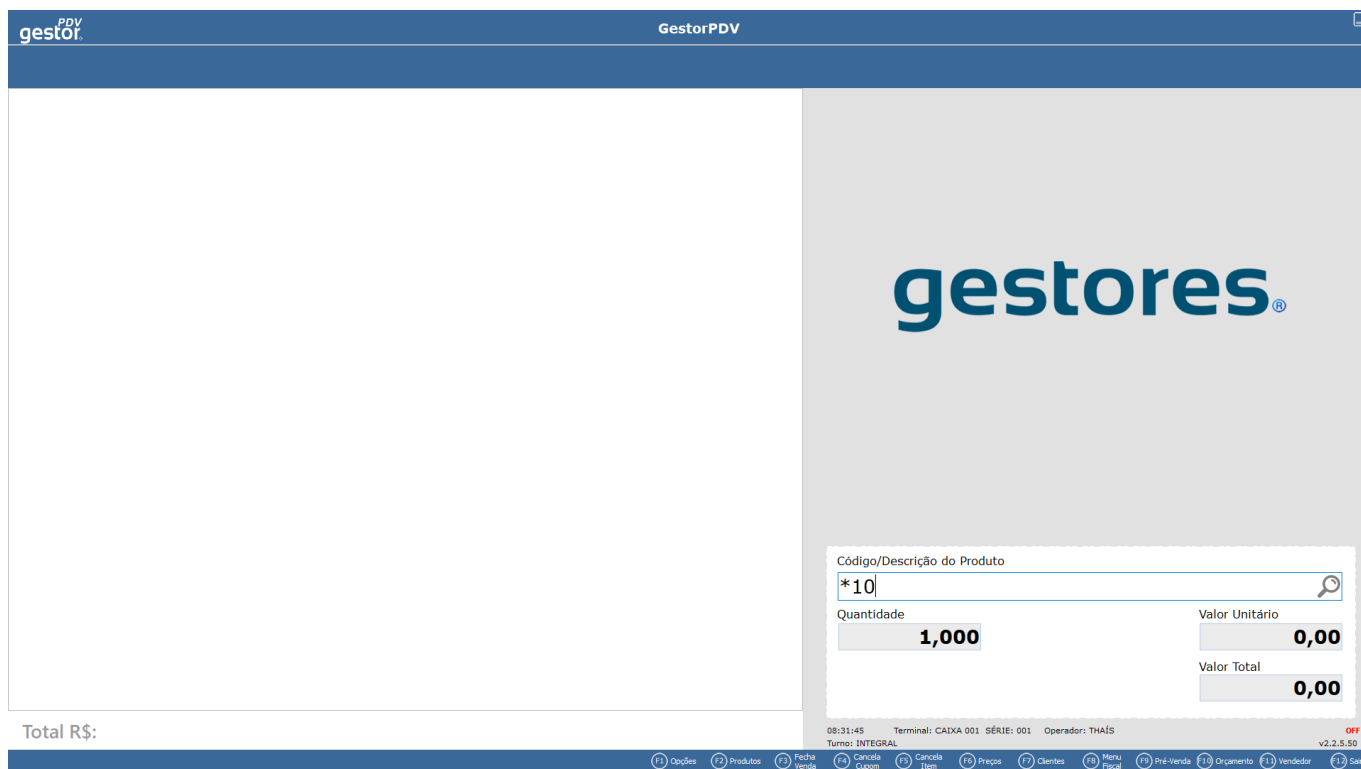 gestor PDV
GestorPDV
gestores®
Código/Descrição do Produto
*10
Quantidade
Valor Unitário
1,000
0,00
Valor Total
0,00
Total R$:
08:31:45 Terminal: CAIXA 001 SÉRIE: 001 Operador: THAÍS OFF
Turno: INTEGRAL v2.2.5.50
F1 Opções F2 Produtos F3 Fecha Venda F4 Cancela Cupom F5 Cancela Item F6 Preços F7 Clientes F8 Menu Fiscal F9 Pré-Venda F10 Orçamento F11 Vendedor F12